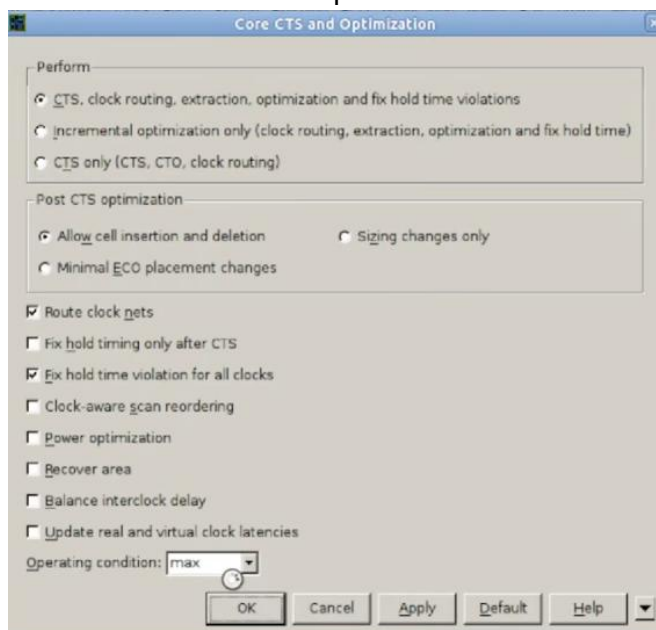 Core CTS and Optimization
Perform
CTS, clock routing, extraction, optimization and fix hold time violations
Incremental optimization only (clock routing, extraction, optimization and fix hold time)
CTS only (CTS, CTO, clock routing)
Post CTS optimization
Allow cell insertion and deletion Sizing changes only
Minimal ECO placement changes
Route clock nets
Fix hold timing only after CTS
Fix hold time violation for all clocks
Clock-aware scan reordering
Power optimization
Recover area
Balance interclock delay
Update real and virtual clock latencies
Operating condition: max
OK Cancel Apply Default Help